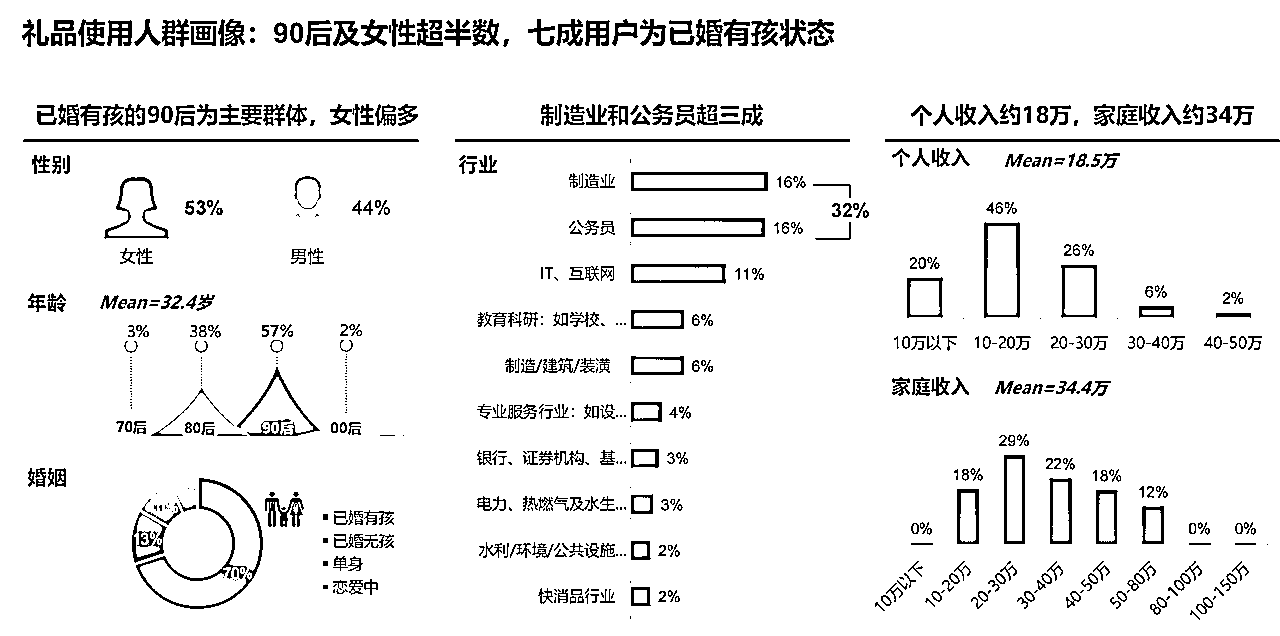 礼品使用人群画像：90后及女性超半数，七成用户为已婚有孩状态
已婚有孩的90后为主要群体，女性偏多
性别
53%
44%
女性
男性
年龄
Mean=32.4岁
3%
38%
57%
2%
70后
80后
90后
00后
婚姻
13%
70%
▪ 已婚有孩
▪ 已婚无孩
▪ 单身
▪ 恋爱中
制造业和公务员超三成
行业
制造业 16%
公务员 16%
32%
IT、互联网 11%
教育科研：如学校、... 6%
制造/建筑/装潢 6%
专业服务行业：如设... 4%
银行、证券机构、基... 3%
电力、热燃气及水生... 3%
水利/环境/公共设施... 2%
快消品行业 2%
个人收入约18万，家庭收入约34万
个人收入
Mean=18.5万
20%
46%
26%
6%
2%
10万以下
10-20万
20-30万
30-40万
40-50万
家庭收入
Mean=34.4万
0%
18%
29%
22%
18%
12%
0%
0%
10万以下
10-20万
20-30万
30-40万
40-50万
50-80万
80-100万
100-150万